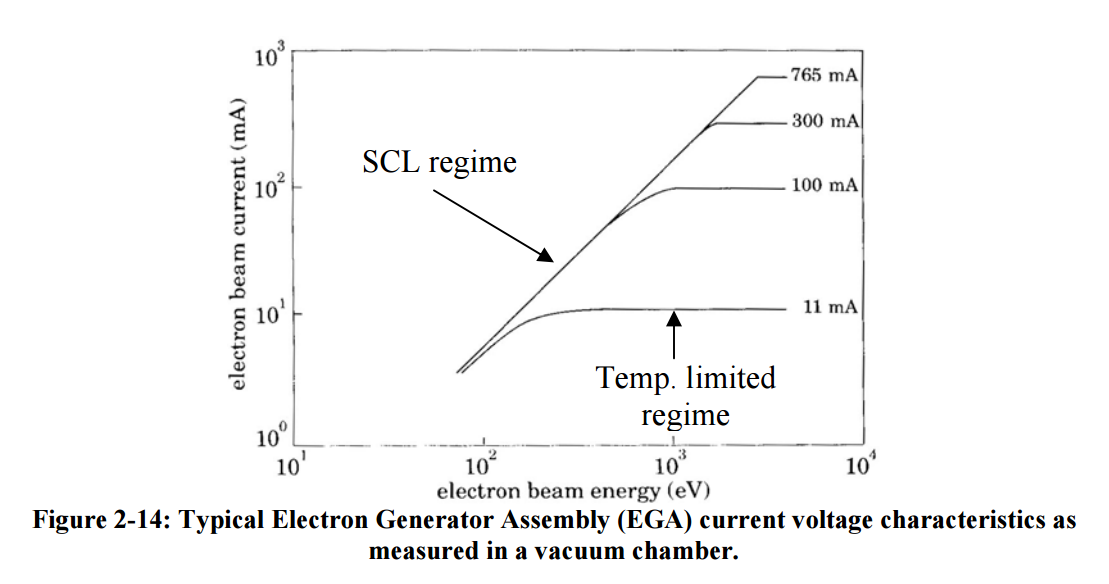 10³
765 mA
300 mA
SCL regime
10²
100 mA
electron beam current (mA)
10¹
11 mA
Temp. limited
regime
10⁰
10¹
10²
10³
10⁴
electron beam energy (eV)
Figure 2-14: Typical Electron Generator Assembly (EGA) current voltage characteristics as
measured in a vacuum chamber.